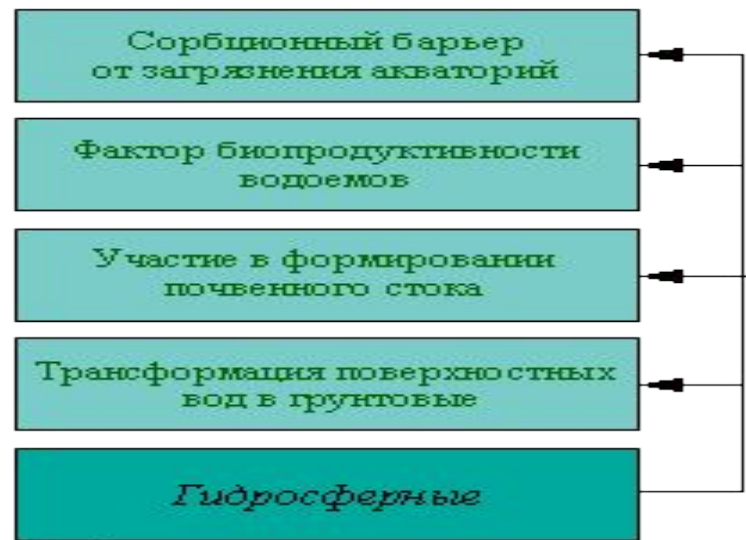 Сорбционный барьер
от загрязнения акваторий
Фактор биопродуктивности
водоемов
Участие в формировании
почвенного стока
Трансформация поверхностных
вод в грунтовые
Гидросферные